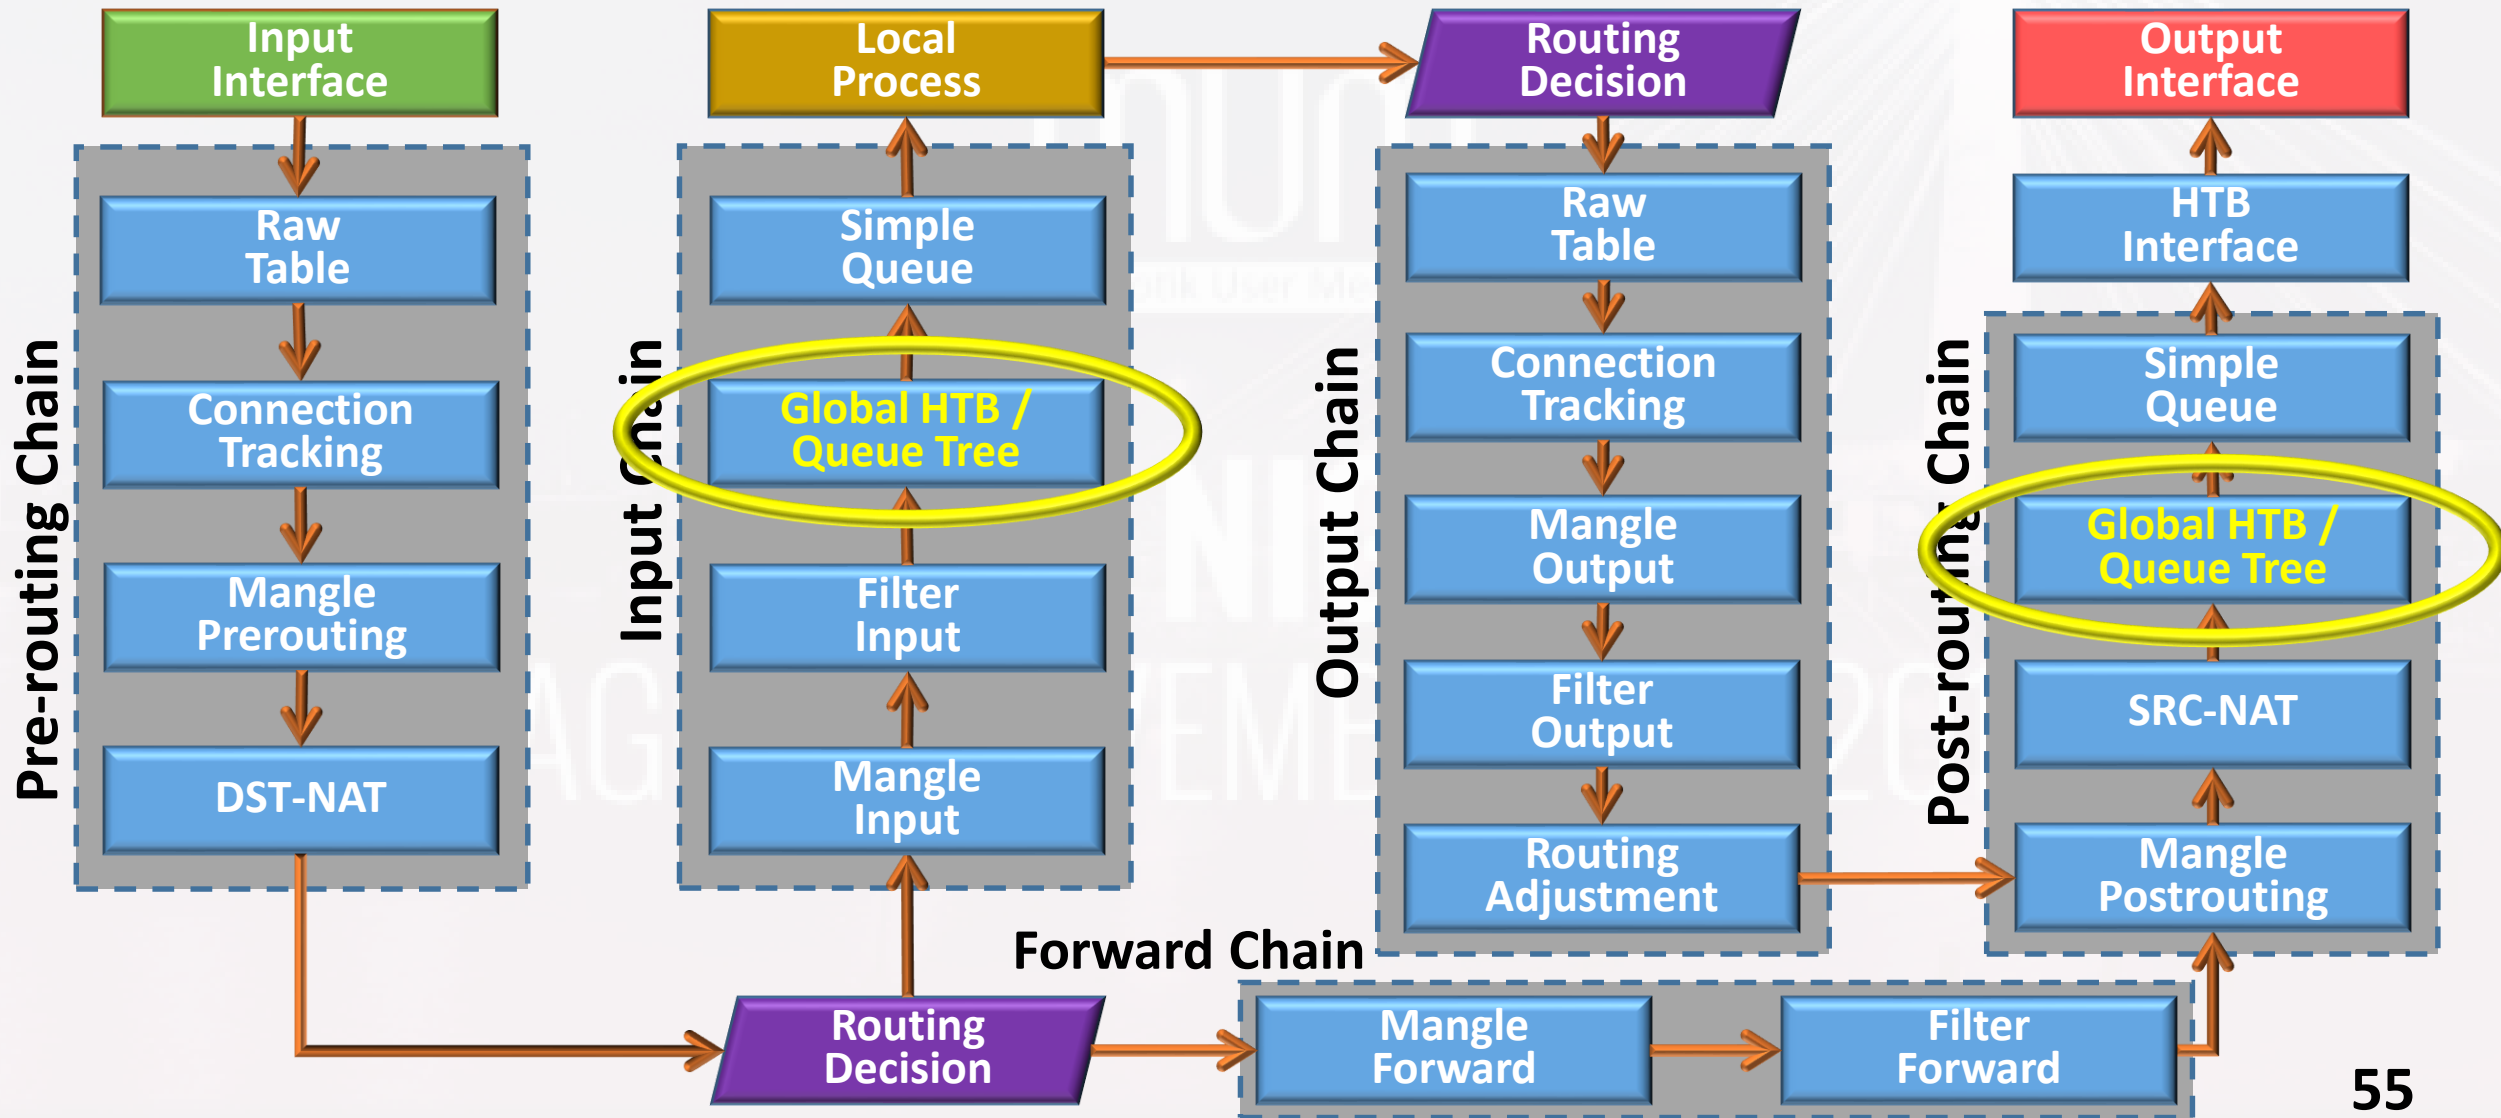 Input
Interface
Local
Process
Routing
Decision
Output
Interface
Pre-routing Chain
Raw
Table
Connection
Tracking
Mangle
Prerouting
DST-NAT
Input Chain
Simple
Queue
Global HTB /
Queue Tree
Filter
Input
Mangle
Input
Routing
Decision
Output Chain
Raw
Table
Connection
Tracking
Mangle
Output
Filter
Output
Routing
Adjustment
Post-routing Chain
HTB
Interface
Simple
Queue
Global HTB /
Queue Tree
SRC-NAT
Mangle
Postrouting
Forward Chain
Mangle
Forward
Filter
Forward
55